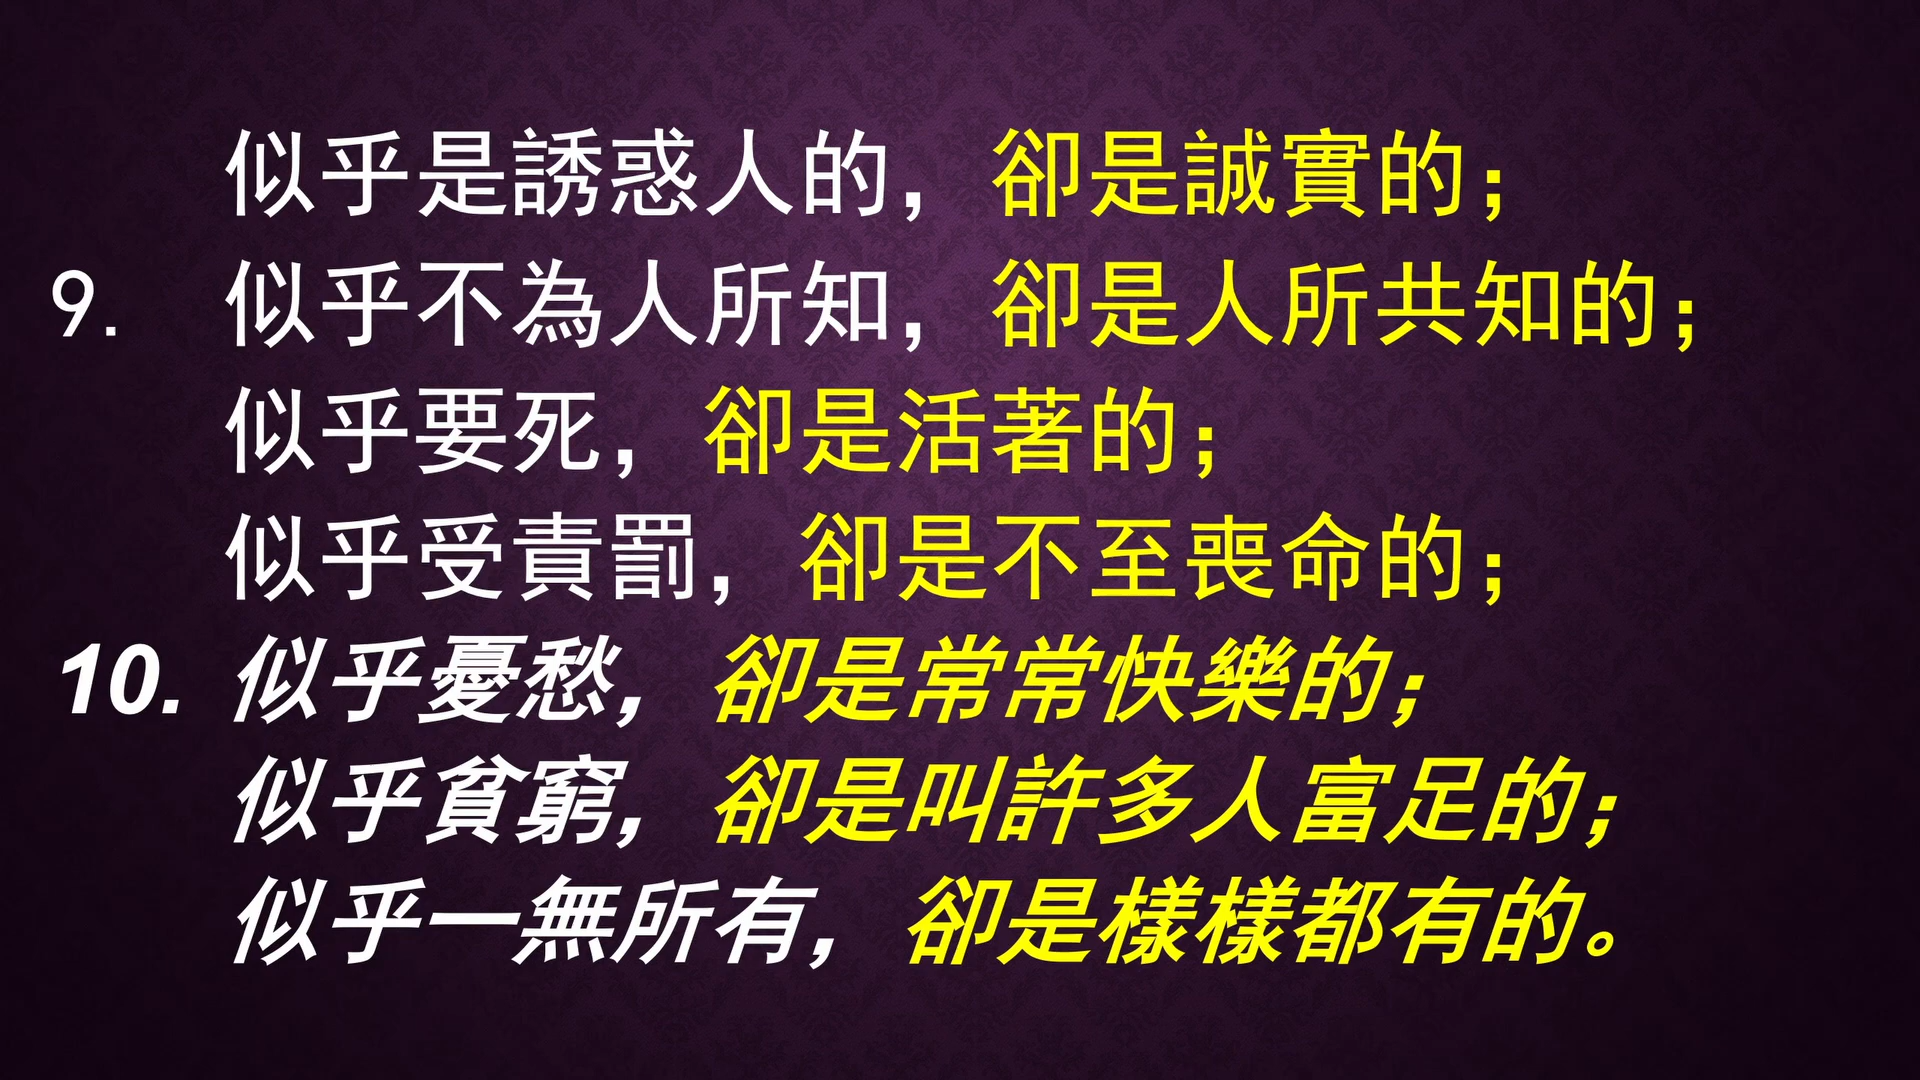 似乎是誘惑人的，卻是誠實的；
9. 似乎不為人所知，卻是人所共知的；
似乎要死，卻是活著的；
似乎受責罰，卻是不至喪命的；
10. 似乎憂愁，卻是常常快樂的；
似乎貧窮，卻是叫許多人富足的；
似乎一無所有，卻是樣樣都有的。